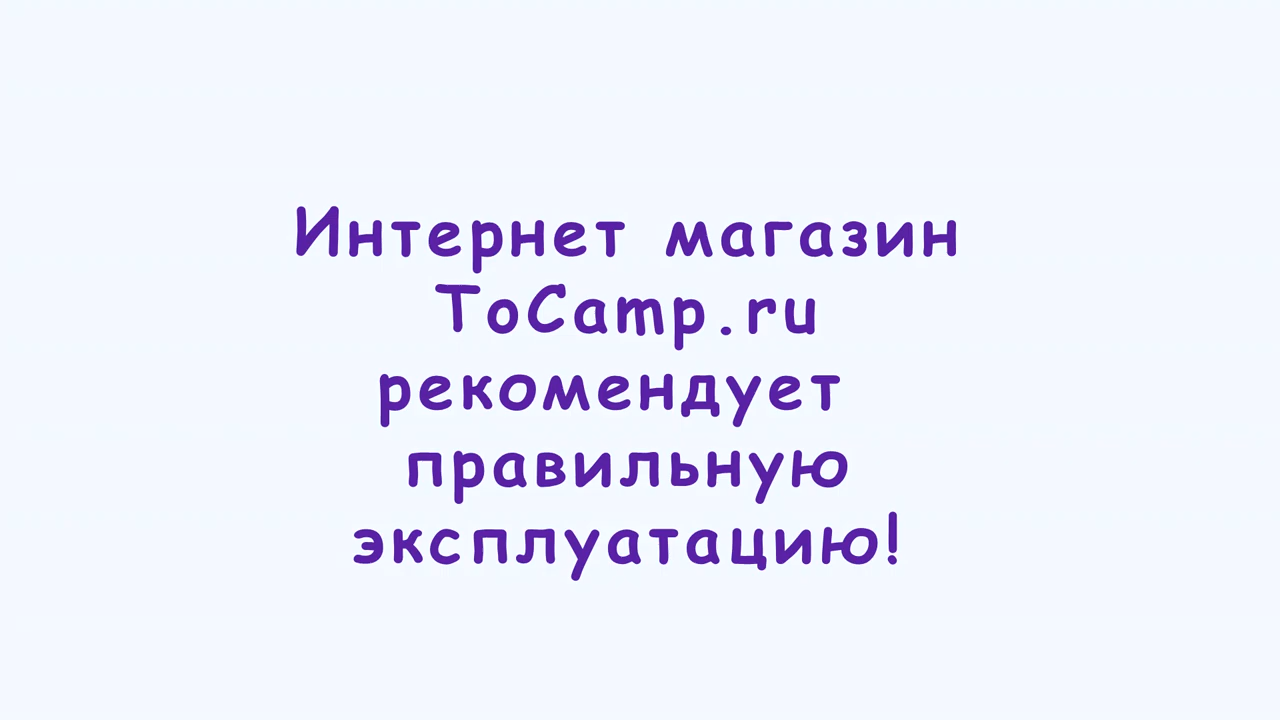 Интернет магазин
ToCamp.ru
рекомендует
правильную
эксплуатацию!